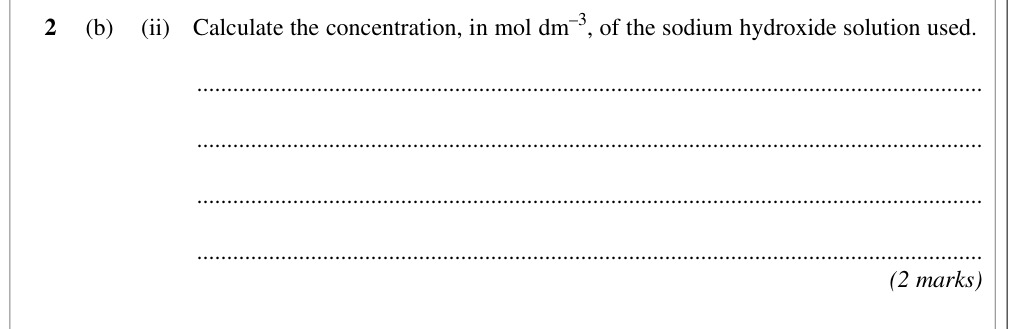 2 (b) (ii) Calculate the concentration, in mol dm⁻³, of the sodium hydroxide solution used.
(2 marks)